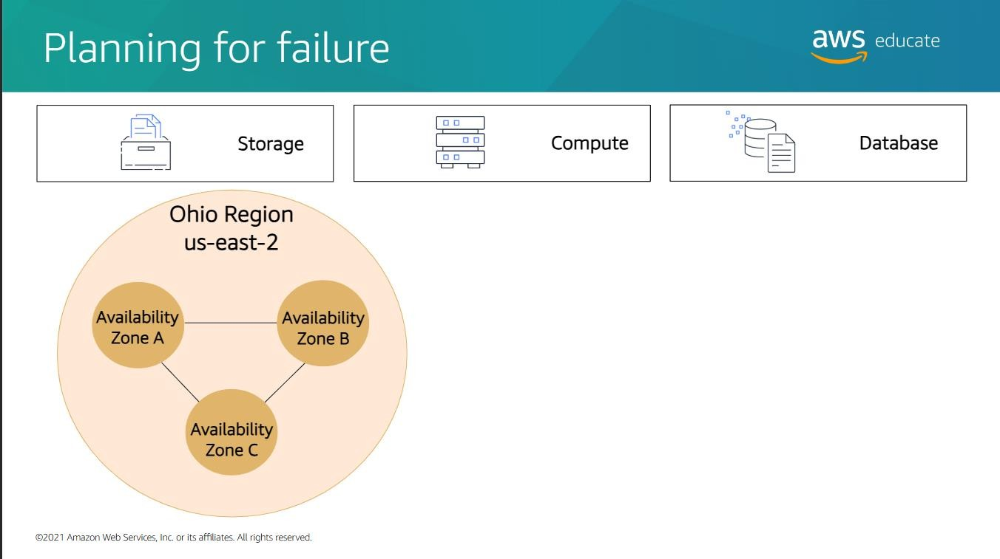 Planning for failure
aws educate
Storage
Compute
Database
Ohio Region
us-east-2
Availability
Zone A
Availability
Zone B
Availability
Zone C
©2021 Amazon Web Services, Inc. or its affiliates. All rights reserved.